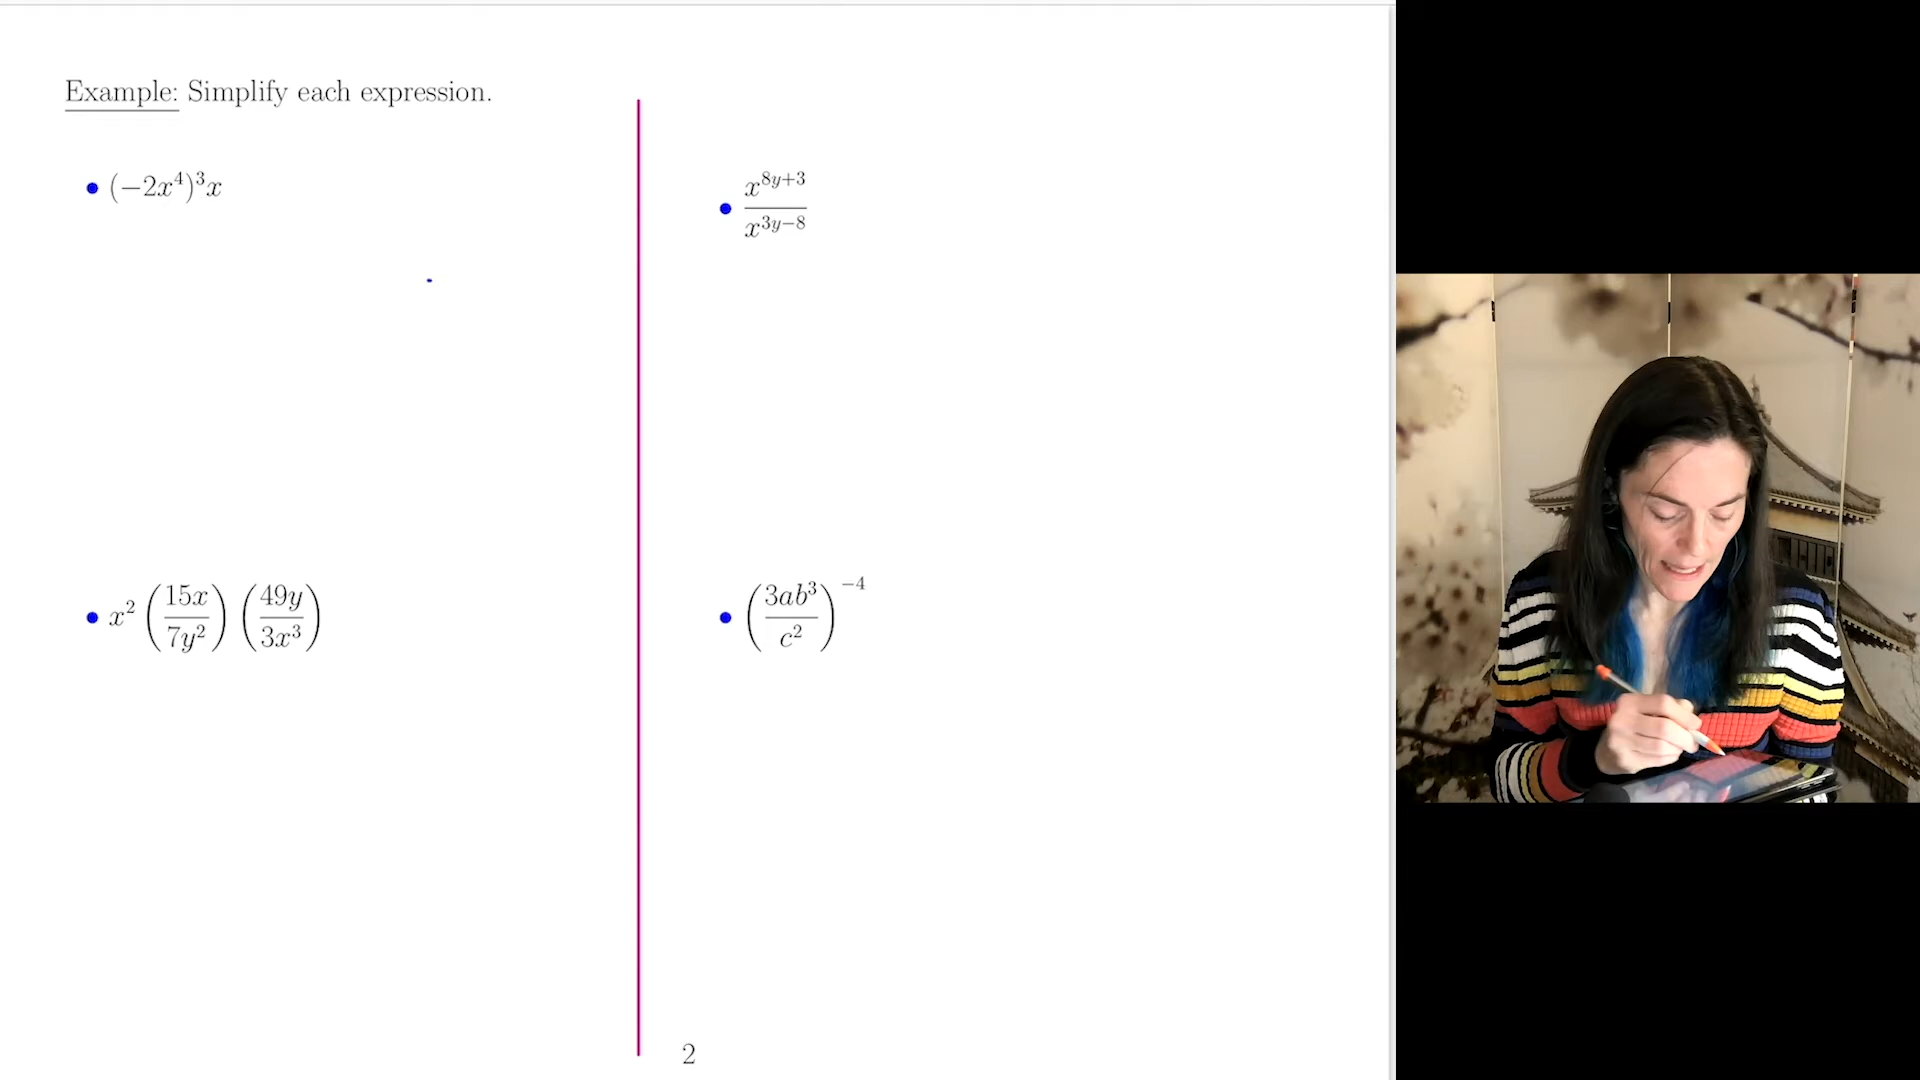 Example: Simplify each expression.
• (−2x⁴)³x
• x² (15x / 7y²) (49y / 3x³)
• x^{8y+3} / x^{3y−8}
• (3ab³ / c²)^{−4}
2